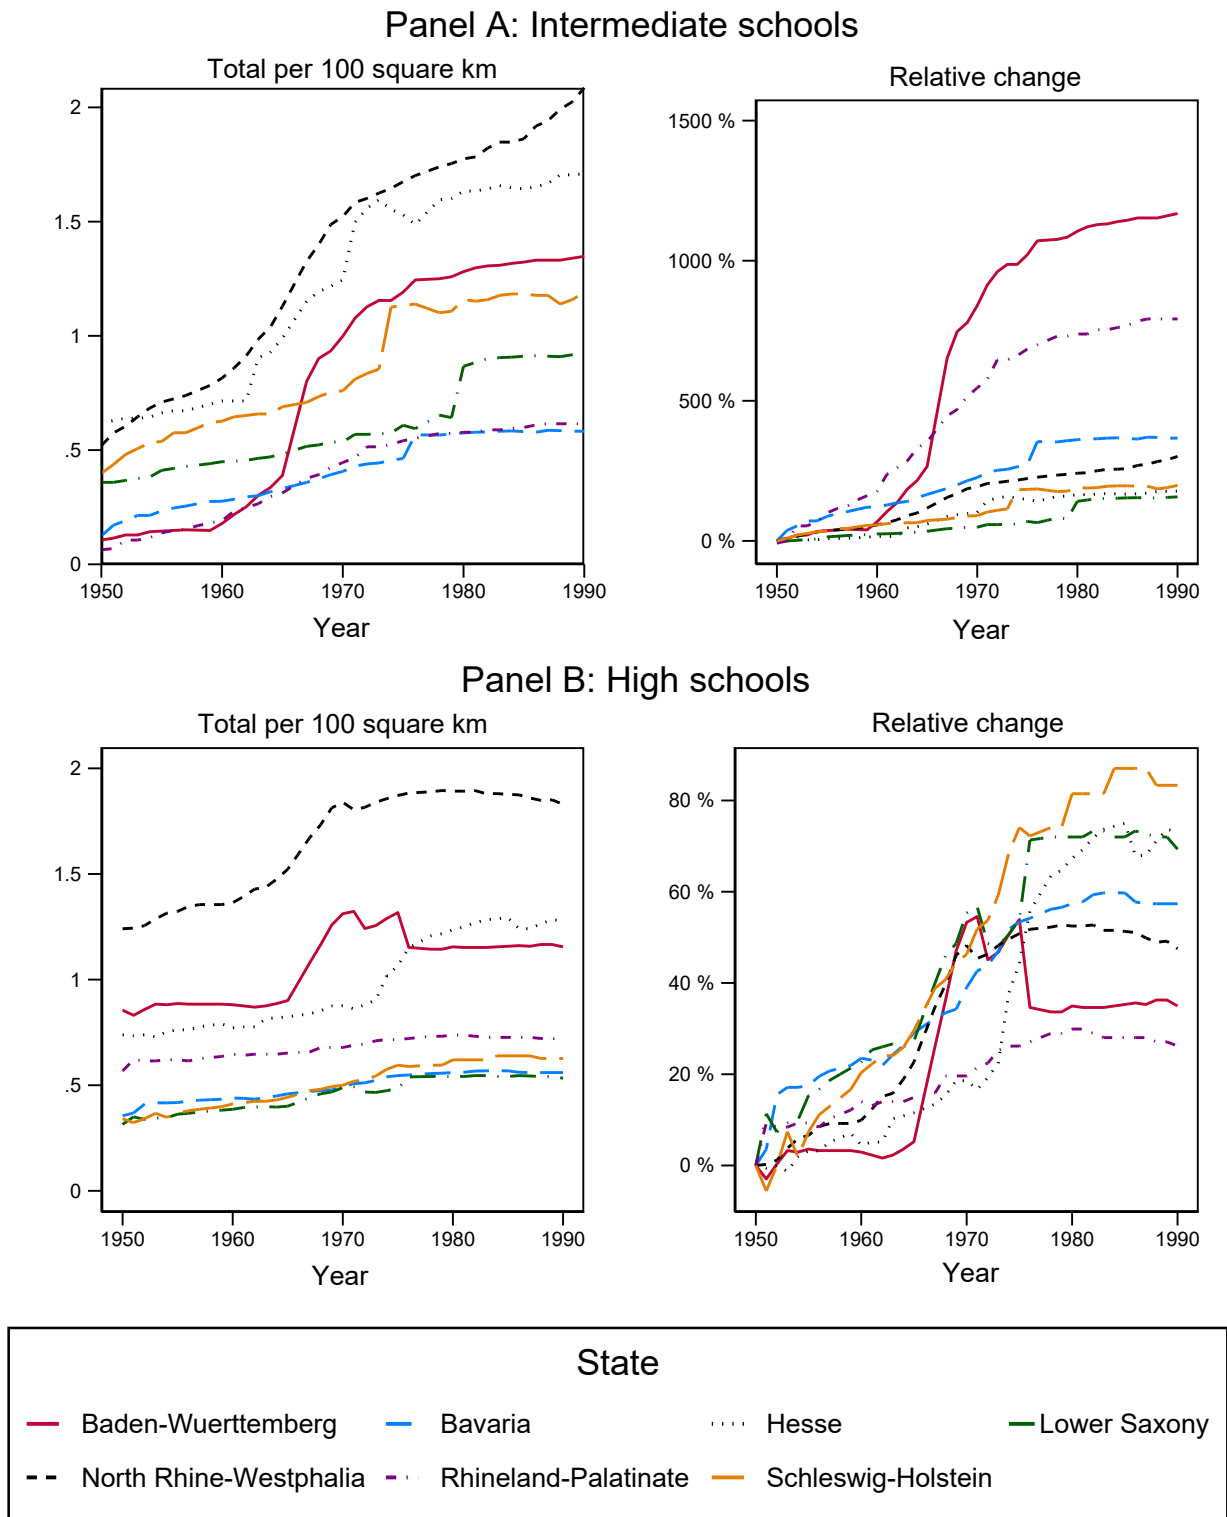 Panel A: Intermediate schools
Total per 100 square km
Relative change
2
1.5
1
.5
0
1950 1960 1970 1980 1990
Year
1500 %
1000 %
500 %
0 %
1950 1960 1970 1980 1990
Year
Panel B: High schools
Total per 100 square km
Relative change
2
1.5
1
.5
0
1950 1960 1970 1980 1990
Year
80 %
60 %
40 %
20 %
0 %
1950 1960 1970 1980 1990
Year
State
Baden-Wuerttemberg Bavaria Hesse Lower Saxony
North Rhine-Westphalia Rhineland-Palatinate Schleswig-Holstein